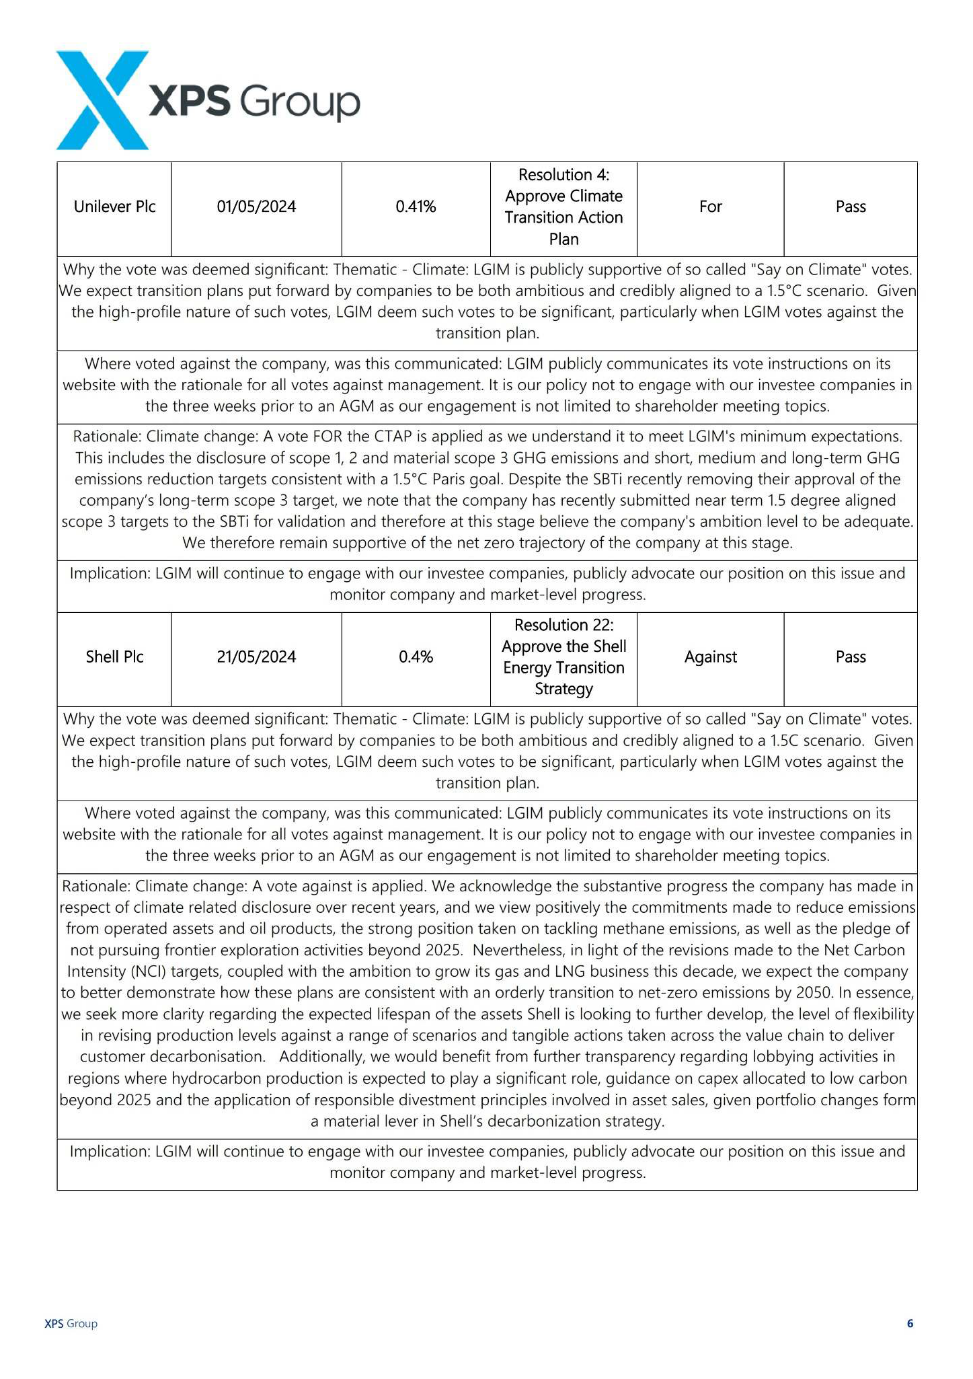 XPS Group
Unilever Plc
01/05/2024
0.41%
Resolution 4:
Approve Climate
Transition Action
Plan
For
Pass
Why the vote was deemed significant: Thematic - Climate: LGIM is publicly supportive of so called "Say on Climate" votes.
We expect transition plans put forward by companies to be both ambitious and credibly aligned to a 1.5°C scenario.  Given
the high-profile nature of such votes, LGIM deem such votes to be significant, particularly when LGIM votes against the
transition plan.
Where voted against the company, was this communicated: LGIM publicly communicates its vote instructions on its
website with the rationale for all votes against management. It is our policy not to engage with our investee companies in
the three weeks prior to an AGM as our engagement is not limited to shareholder meeting topics.
Rationale: Climate change: A vote FOR the CTAP is applied as we understand it to meet LGIM's minimum expectations.
This includes the disclosure of scope 1, 2 and material scope 3 GHG emissions and short, medium and long-term GHG
emissions reduction targets consistent with a 1.5°C Paris goal. Despite the SBTi recently removing their approval of the
company's long-term scope 3 target, we note that the company has recently submitted near term 1.5 degree aligned
scope 3 targets to the SBTi for validation and therefore at this stage believe the company's ambition level to be adequate.
We therefore remain supportive of the net zero trajectory of the company at this stage.
Implication: LGIM will continue to engage with our investee companies, publicly advocate our position on this issue and
monitor company and market-level progress.
Shell Plc
21/05/2024
0.4%
Resolution 22:
Approve the Shell
Energy Transition
Strategy
Against
Pass
Why the vote was deemed significant: Thematic - Climate: LGIM is publicly supportive of so called "Say on Climate" votes.
We expect transition plans put forward by companies to be both ambitious and credibly aligned to a 1.5C scenario.  Given
the high-profile nature of such votes, LGIM deem such votes to be significant, particularly when LGIM votes against the
transition plan.
Where voted against the company, was this communicated: LGIM publicly communicates its vote instructions on its
website with the rationale for all votes against management. It is our policy not to engage with our investee companies in
the three weeks prior to an AGM as our engagement is not limited to shareholder meeting topics.
Rationale: Climate change: A vote against is applied. We acknowledge the substantive progress the company has made in
respect of climate related disclosure over recent years, and we view positively the commitments made to reduce emissions
from operated assets and oil products, the strong position taken on tackling methane emissions, as well as the pledge of
not pursuing frontier exploration activities beyond 2025.  Nevertheless, in light of the revisions made to the Net Carbon
Intensity (NCI) targets, coupled with the ambition to grow its gas and LNG business this decade, we expect the company
to better demonstrate how these plans are consistent with an orderly transition to net-zero emissions by 2050. In essence,
we seek more clarity regarding the expected lifespan of the assets Shell is looking to further develop, the level of flexibility
in revising production levels against a range of scenarios and tangible actions taken across the value chain to deliver
customer decarbonisation.   Additionally, we would benefit from further transparency regarding lobbying activities in
regions where hydrocarbon production is expected to play a significant role, guidance on capex allocated to low carbon
beyond 2025 and the application of responsible divestment principles involved in asset sales, given portfolio changes form
a material lever in Shell's decarbonization strategy.
Implication: LGIM will continue to engage with our investee companies, publicly advocate our position on this issue and
monitor company and market-level progress.
XPS Group
6